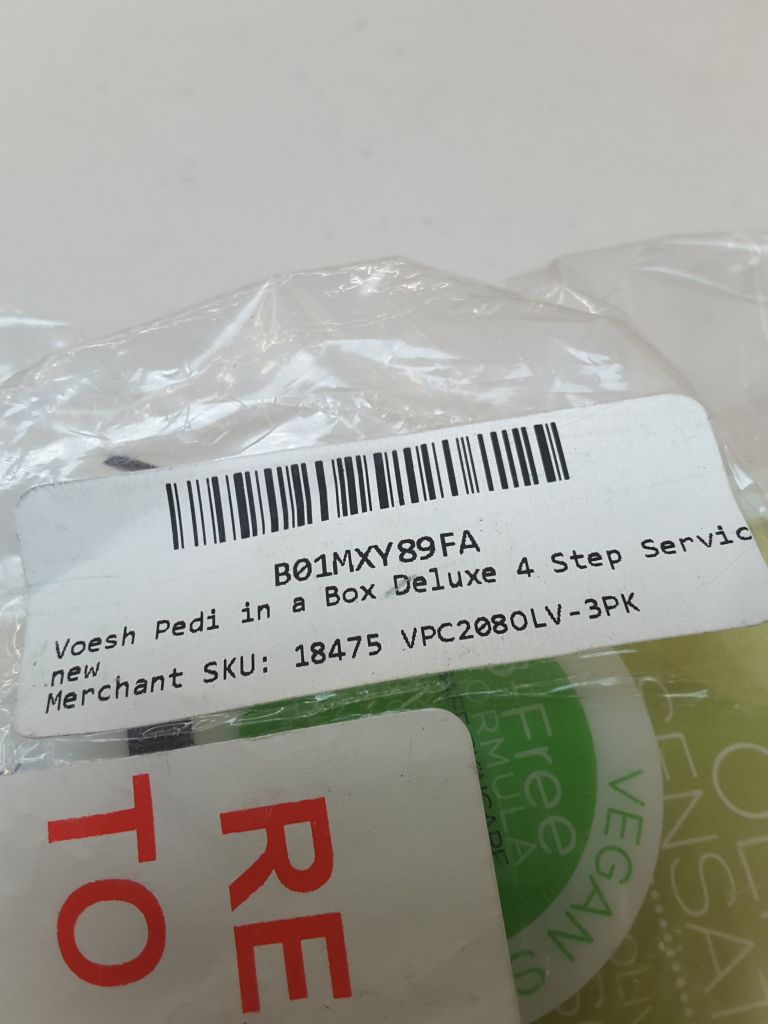 B01MXY89FA
Voesh Pedi in a Box Deluxe 4 Step Servic
new
Merchant SKU: 18475 VPC208OLV-3PK
RE
TO
Free
FORMULA
VEGAN